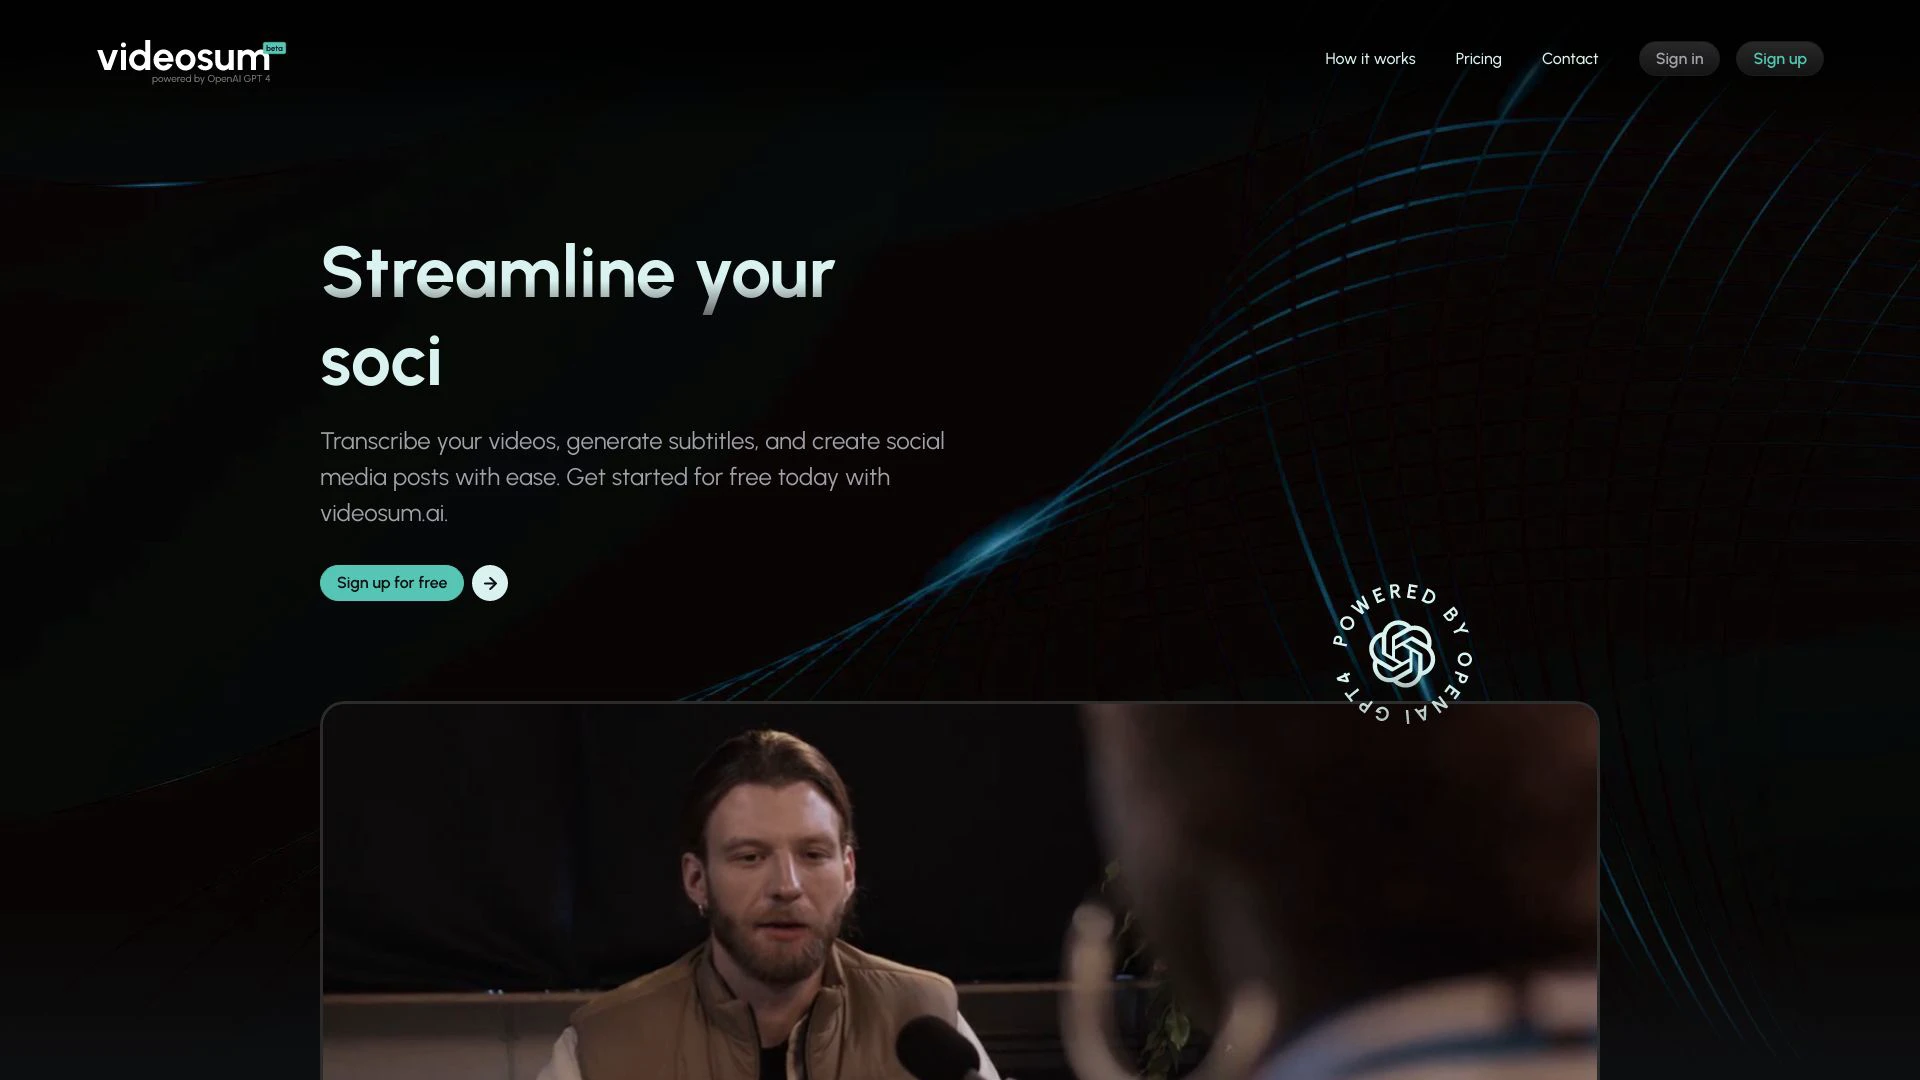 videosum
beta
powered by OpenAI GPT 4
How it works
Pricing
Contact
Sign in
Sign up
Streamline your
soci
Transcribe your videos, generate subtitles, and create social
media posts with ease. Get started for free today with
videosum.ai.
Sign up for free
POWERED BY OPENAI GPT4